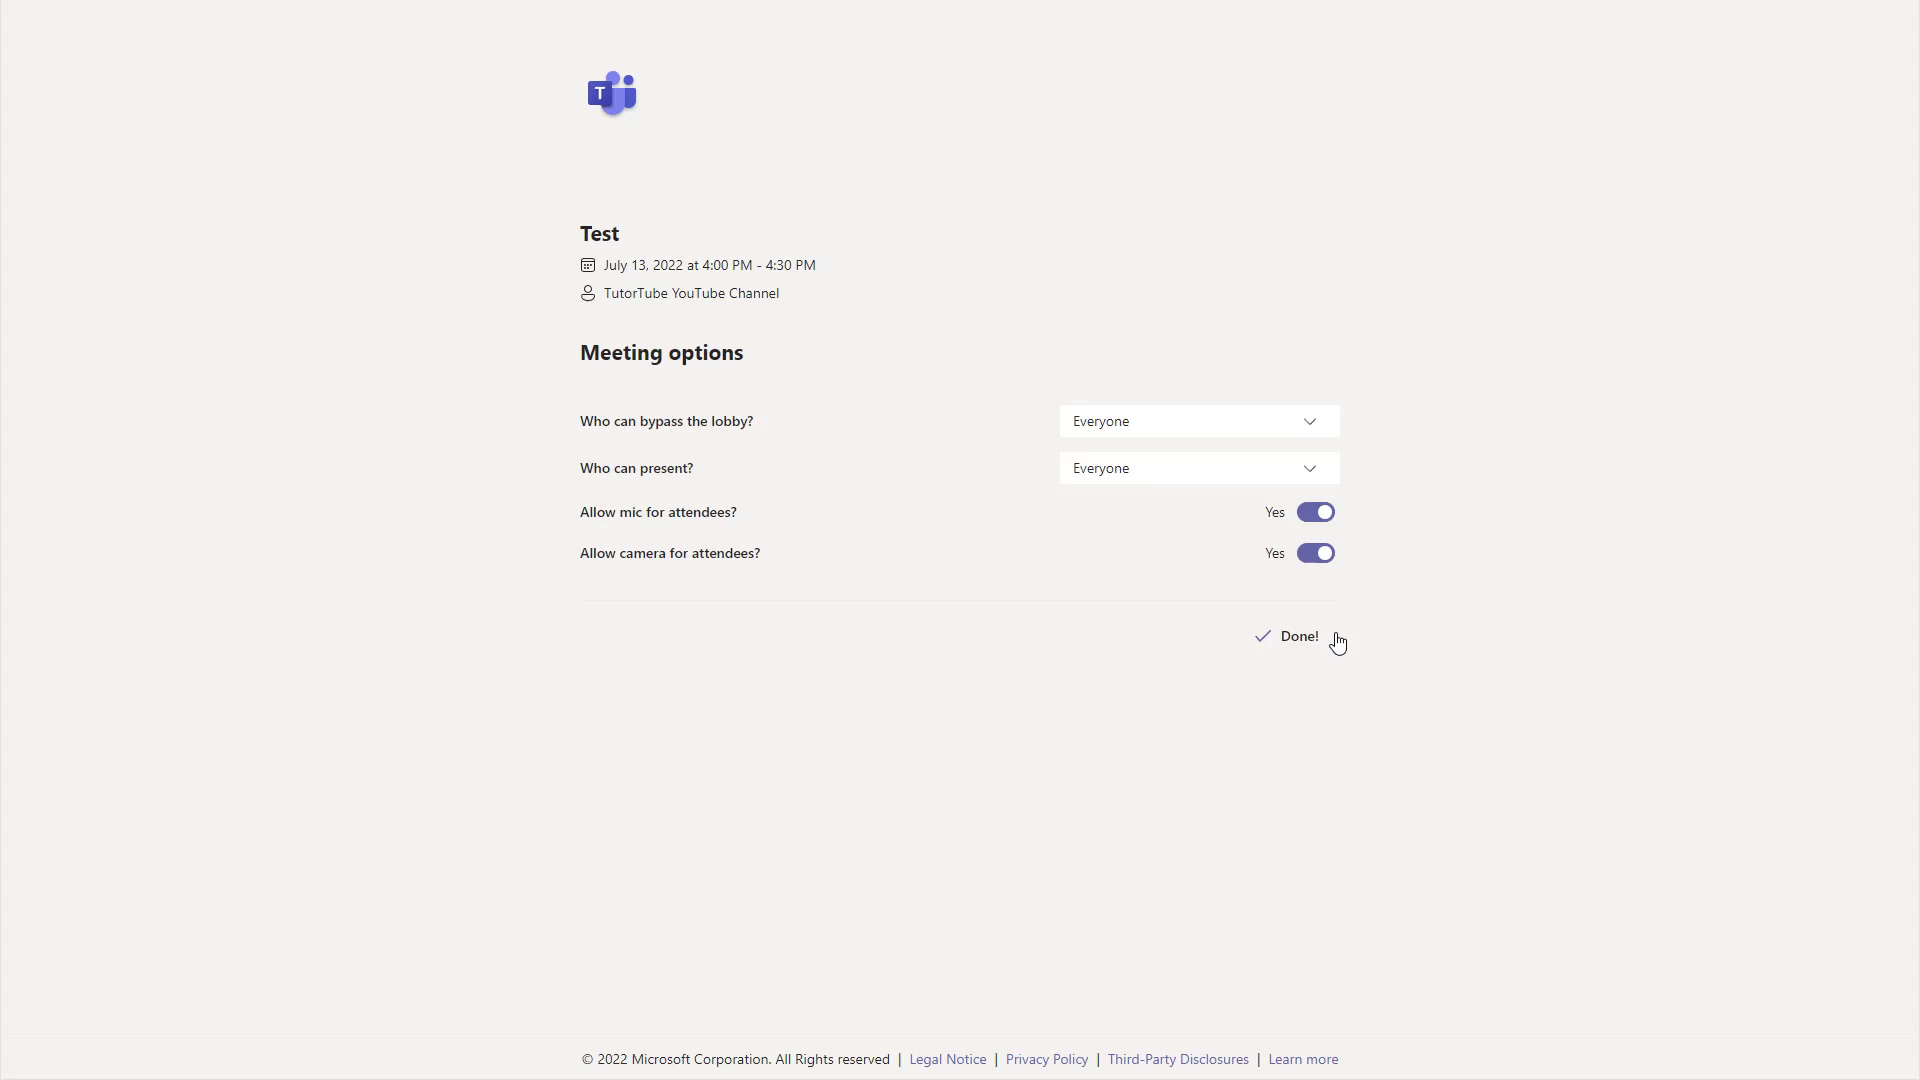 T
Test
July 13, 2022 at 4:00 PM - 4:30 PM
TutorTube YouTube Channel
Meeting options
Who can bypass the lobby? Everyone
Who can present? Everyone
Allow mic for attendees? Yes
Allow camera for attendees? Yes
Done!
© 2022 Microsoft Corporation. All Rights reserved | Legal Notice | Privacy Policy | Third-Party Disclosures | Learn more